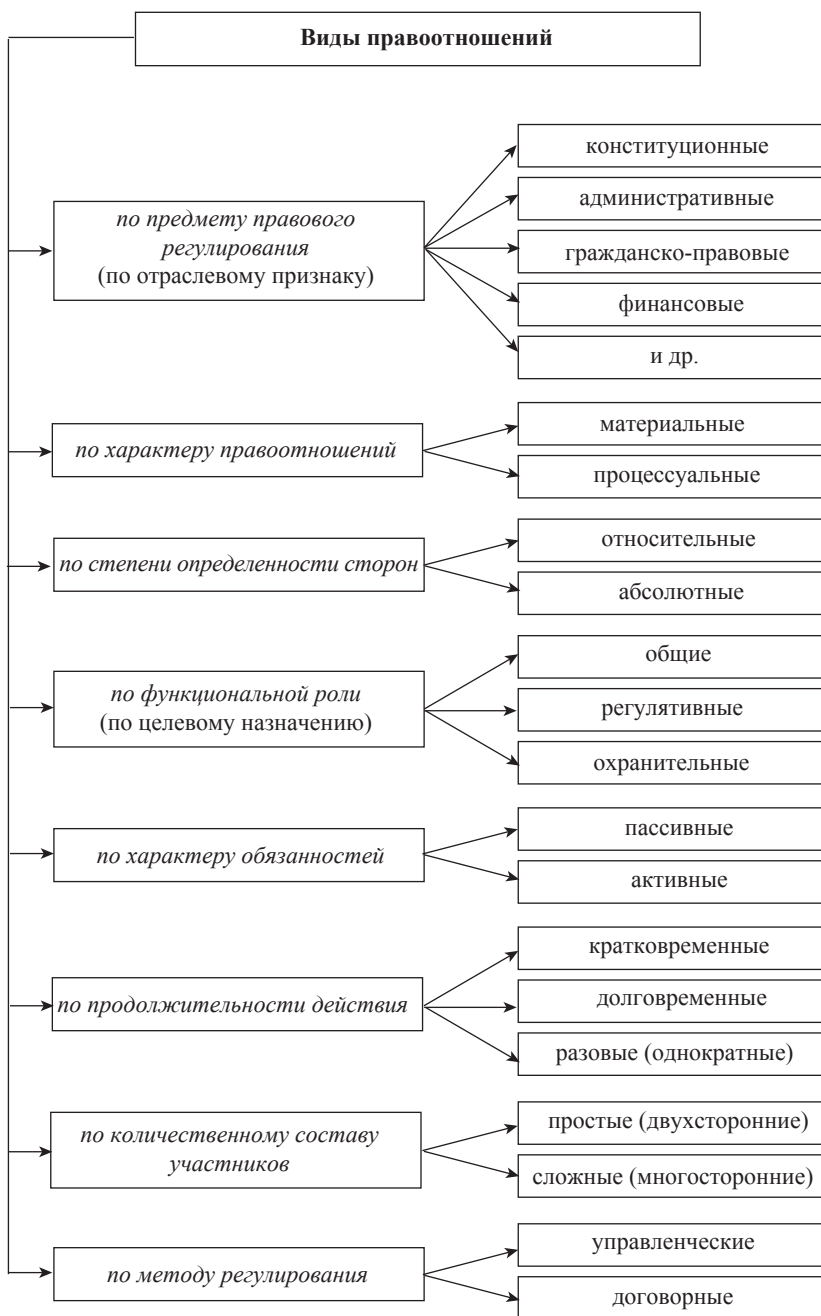 Виды правоотношений
по предмету правового
регулирования
(по отраслевому признаку)
конституционные
административные
гражданско-правовые
финансовые
и др.
по характеру правоотношений
материальные
процессуальные
по степени определенности сторон
относительные
абсолютные
по функциональной роли
(по целевому назначению)
общие
регулятивные
охранительные
по характеру обязанностей
пассивные
активные
по продолжительности действия
кратковременные
долговременные
разовые (однократные)
по количественному составу
участников
простые (двухсторонние)
сложные (многосторонние)
по методу регулирования
управленческие
договорные